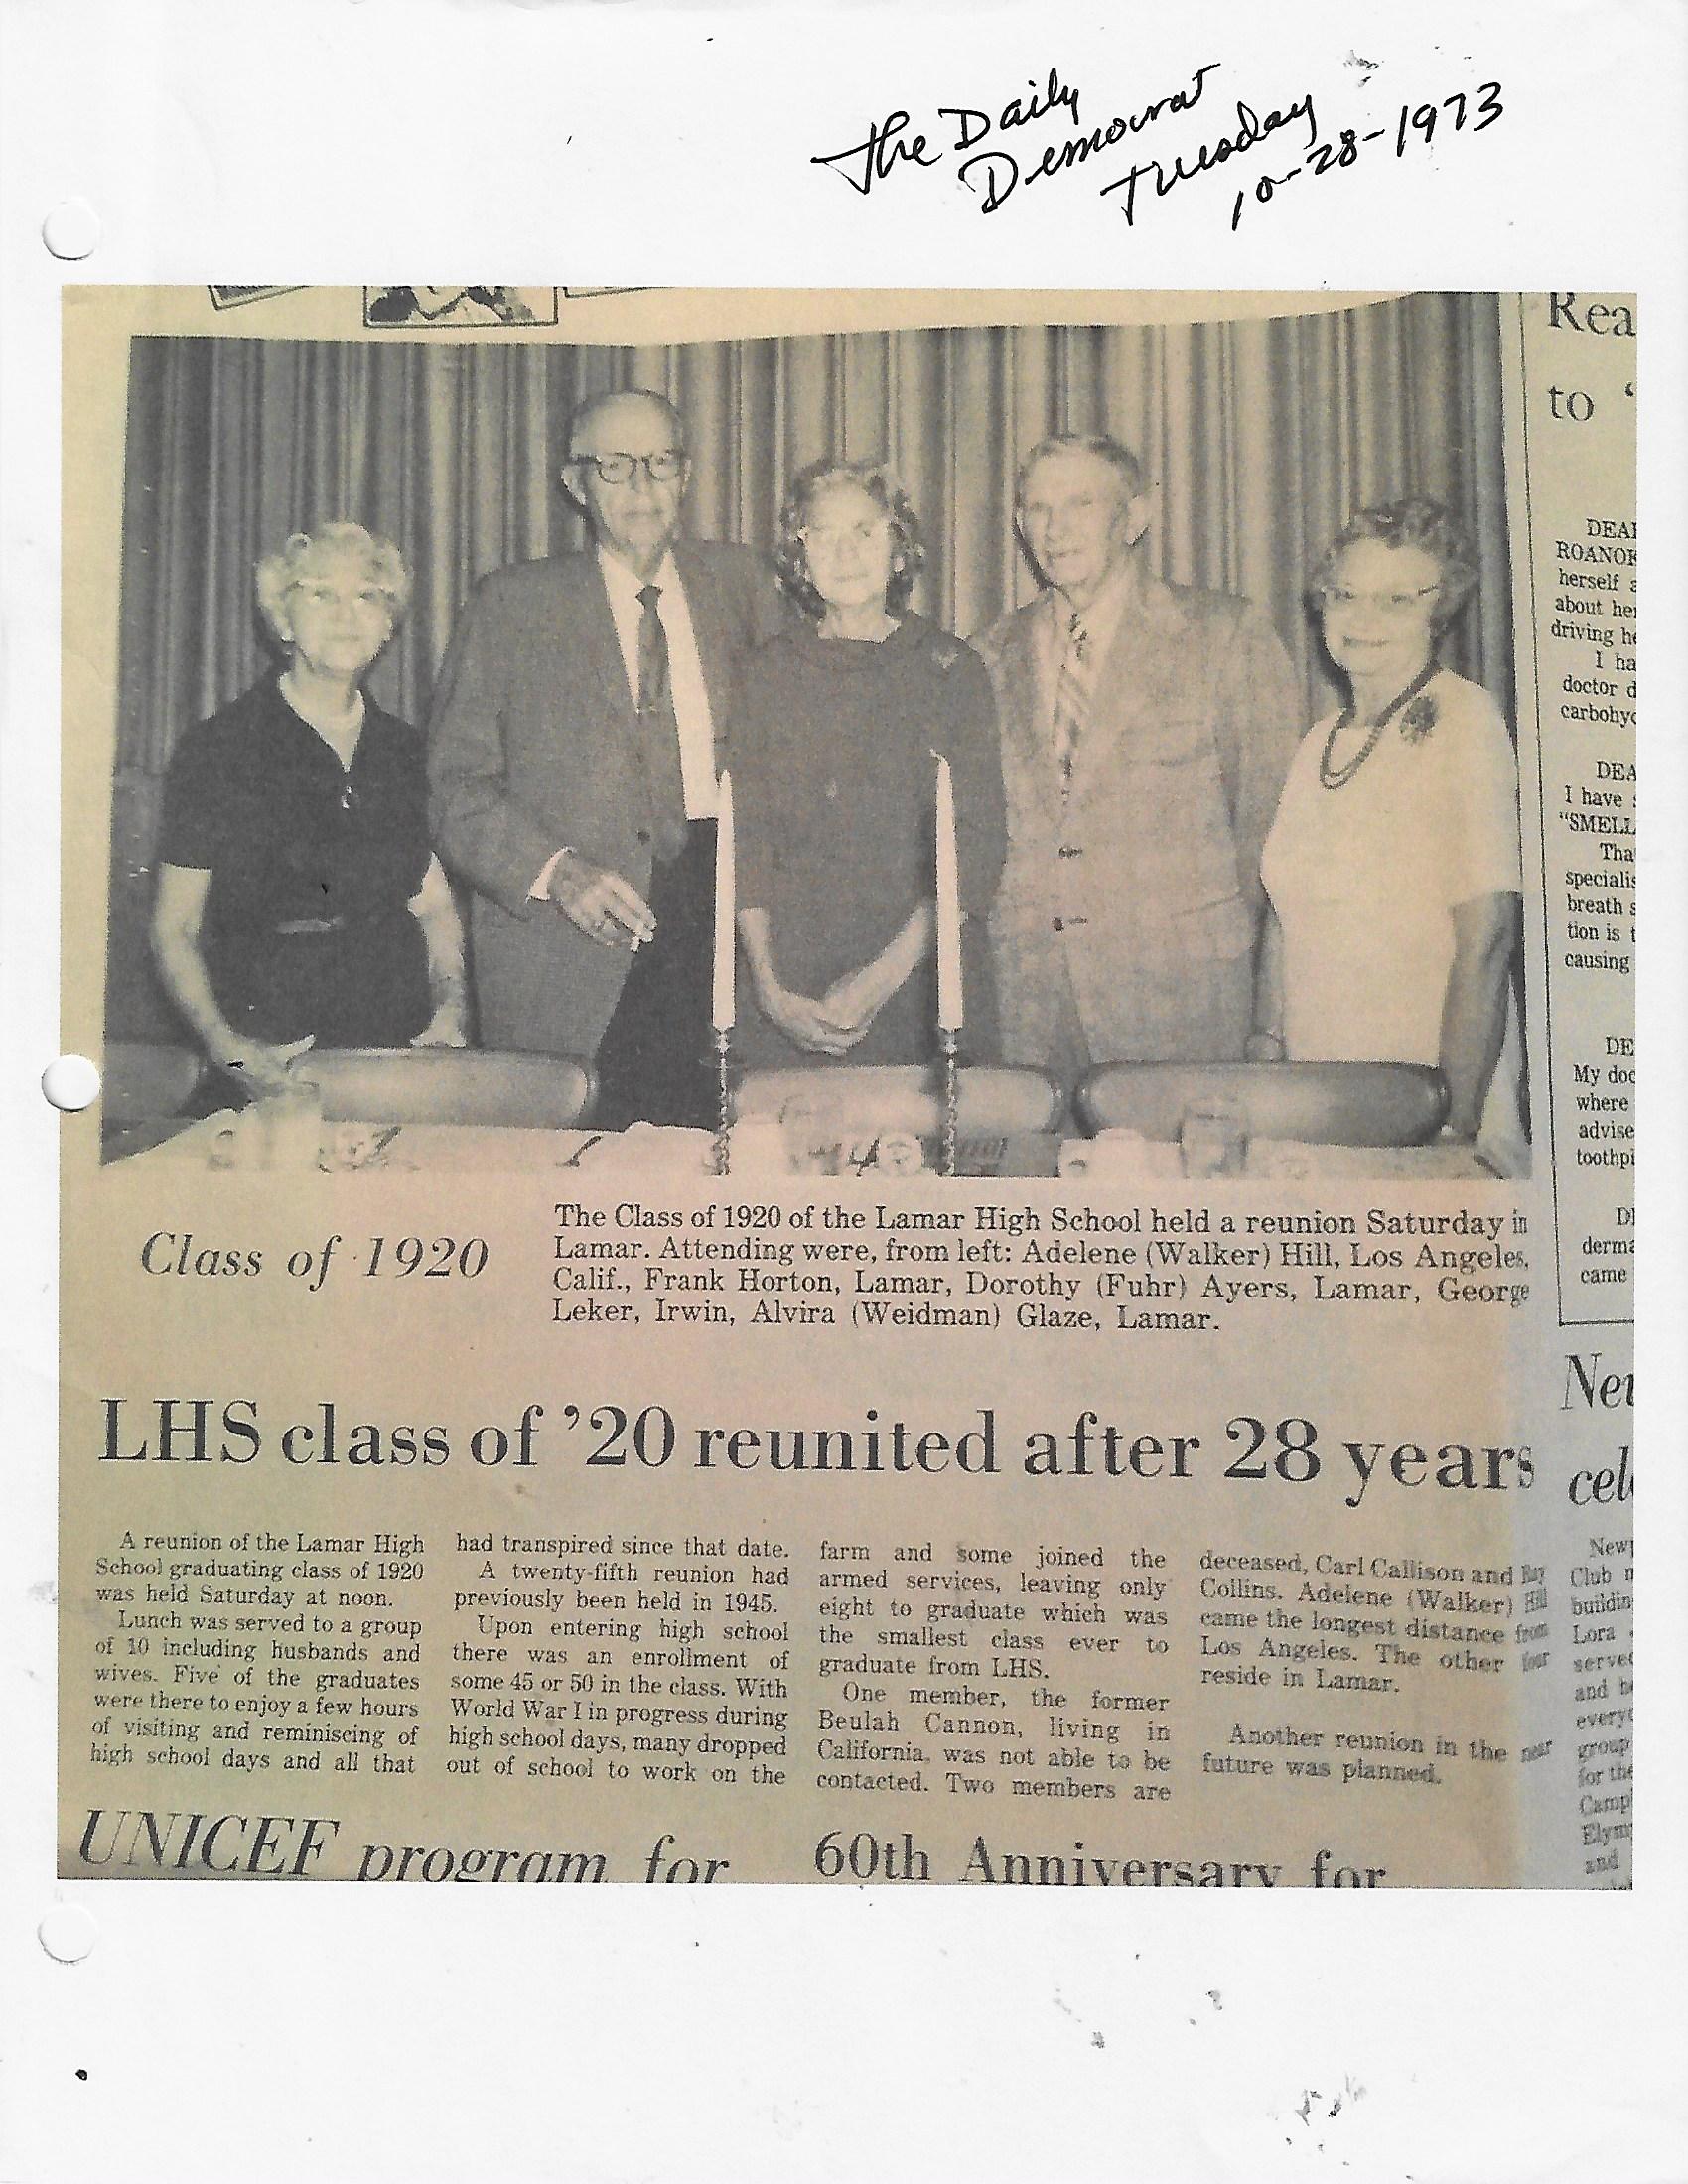 The Daily
Democrat
Tuesday
10-28-1973
Class of 1920
The Class of 1920 of the Lamar High School held a reunion Saturday in
Lamar. Attending were, from left: Adelene (Walker) Hill, Los Angeles,
Calif., Frank Horton, Lamar, Dorothy (Fuhr) Ayers, Lamar, George
Leker, Irwin, Alvira (Weidman) Glaze, Lamar.
LHS class of '20 reunited after 28 years
A reunion of the Lamar High
School graduating class of 1920
was held Saturday at noon.
Lunch was served to a group
of 10 including husbands and
wives. Five of the graduates
were there to enjoy a few hours
of visiting and reminiscing of
high school days and all that
had transpired since that date.
A twenty-fifth reunion had
previously been held in 1945.
Upon entering high school
there was an enrollment of
some 45 or 50 in the class. With
World War I in progress during
high school days, many dropped
out of school to work on the
farm and some joined the
armed services, leaving only
eight to graduate which was
the smallest class ever to
graduate from LHS.
One member, the former
Beulah Cannon, living in
California, was not able to be
contacted. Two members are
deceased, Carl Callison and Ray
Collins. Adelene (Walker) Hill
came the longest distance from
Los Angeles. The other four
reside in Lamar.
Another reunion in the near
future was planned.
UNICEF program for
60th Anniversary for
Rea
to '
DEA
ROANOK
herself a
about her
driving he
I ha
doctor d
carbohyd
DEA
I have s
"SMELL
Tha
specialis
breath s
tion is t
causing
DE
My doc
where
advise
toothpi
DE
derma
came
New
cele
Newp
Club m
building
Lora
served
and he
everyo
group
for the
Camp
Elym
and